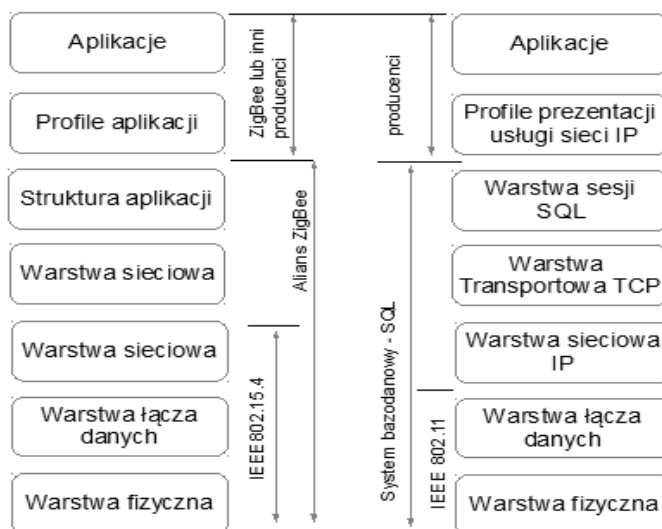 Aplikacje
Profile aplikacji
Struktura aplikacji
Warstwa sieciowa
Warstwa sieciowa
Warstwa łącza
danych
Warstwa fizyczna
ZigBee lub inni
producenci
Alians ZigBee
IEEE802.15.4
producenci
System bazodanowy - SQL
IEEE 802.11
Aplikacje
Profile prezentacji
usługi sieci IP
Warstwa sesji
SQL
Warstwa
Transportowa TCP
Warstwa sieciowa
IP
Warstwa łącza
danych
Warstwa fizyczna